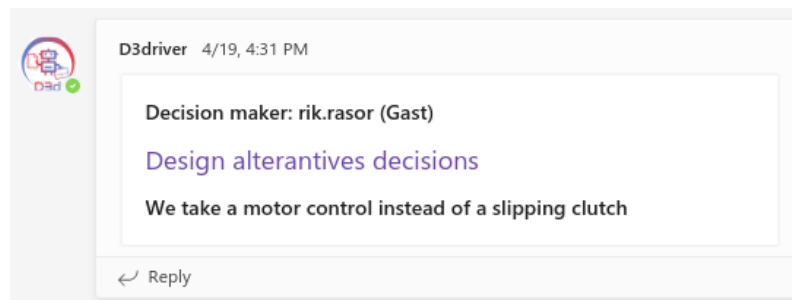 D3driver 4/19, 4:31 PM
D3d
Decision maker: rik.rasor (Gast)
Design alterantives decisions
We take a motor control instead of a slipping clutch
Reply